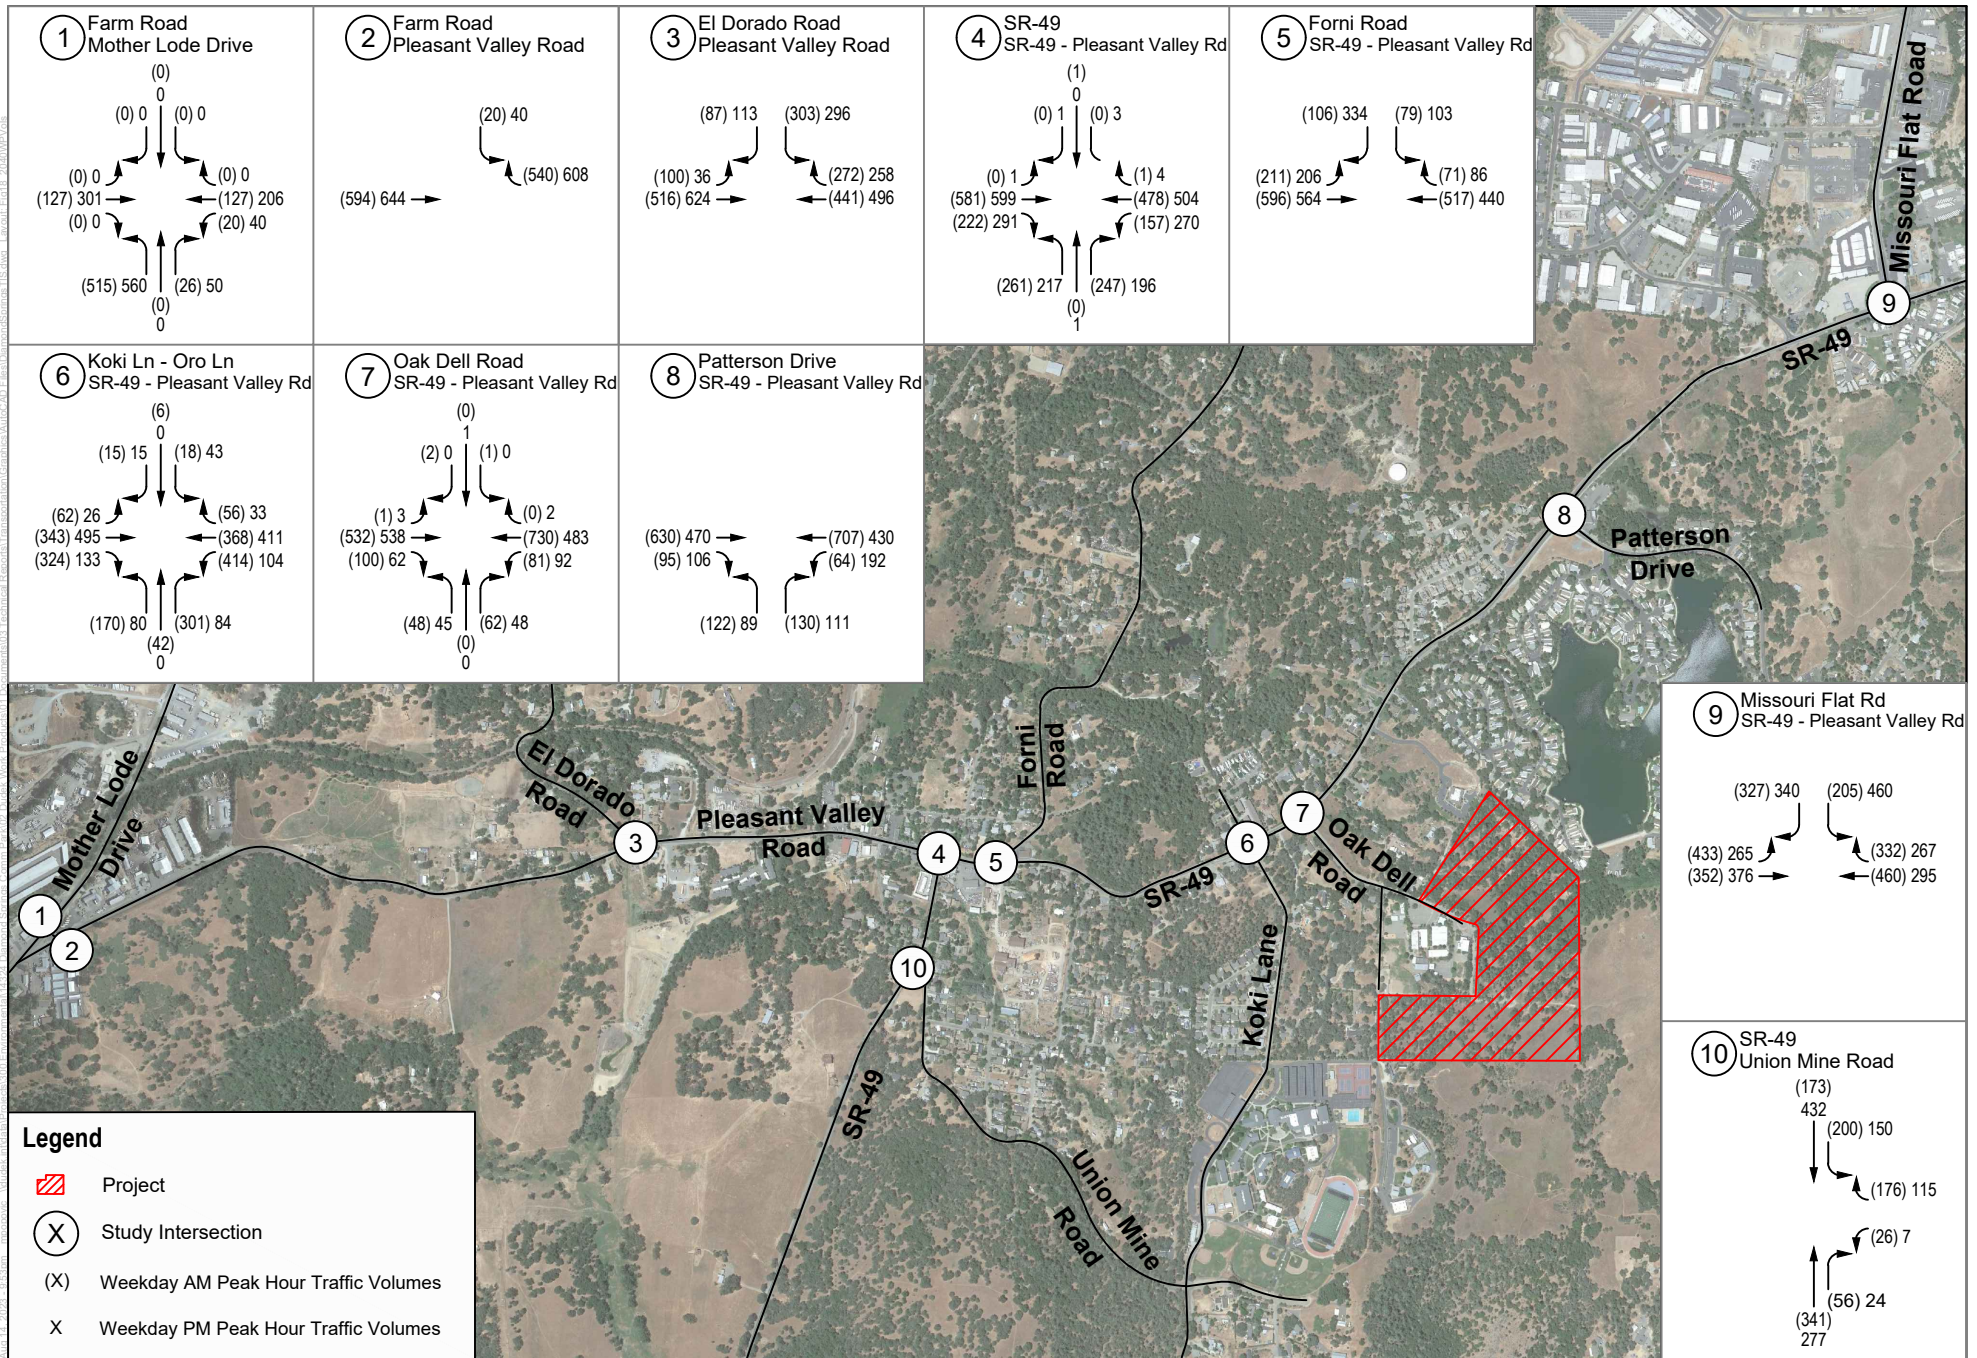 1
Farm Road
Mother Lode Drive
(0)
0
(0) 0
(0) 0
(0) 0
(0) 0
(127) 301
(127) 206
(0) 0
(20) 40
(515) 560
(26) 50
(0)
0
2
Farm Road
Pleasant Valley Road
(20) 40
(540) 608
(594) 644
3
El Dorado Road
Pleasant Valley Road
(87) 113
(303) 296
(100) 36
(272) 258
(516) 624
(441) 496
4
SR-49
SR-49 - Pleasant Valley Rd
(1)
0
(0) 1
(0) 3
(0) 1
(1) 4
(581) 599
(478) 504
(222) 291
(157) 270
(261) 217
(247) 196
(0)
1
5
Forni Road
SR-49 - Pleasant Valley Rd
(106) 334
(79) 103
(211) 206
(71) 86
(596) 564
(517) 440
6
Koki Ln - Oro Ln
SR-49 - Pleasant Valley Rd
(6)
0
(15) 15
(18) 43
(62) 26
(56) 33
(343) 495
(368) 411
(324) 133
(414) 104
(170) 80
(301) 84
(42)
0
7
Oak Dell Road
SR-49 - Pleasant Valley Rd
(0)
1
(2) 0
(1) 0
(1) 3
(0) 2
(532) 538
(730) 483
(100) 62
(81) 92
(48) 45
(62) 48
(0)
0
8
Patterson Drive
SR-49 - Pleasant Valley Rd
(630) 470
(707) 430
(95) 106
(64) 192
(122) 89
(130) 111
9
Missouri Flat Rd
SR-49 - Pleasant Valley Rd
(327) 340
(205) 460
(433) 265
(332) 267
(352) 376
(460) 295
10
SR-49
Union Mine Road
(173)
432
(200) 150
(176) 115
(26) 7
(56) 24
(341)
277
Missouri Flat Road
9
SR-49
8
Patterson
Drive
Forni
Road
El Dorado
Road
Mother Lode
Drive
Pleasant Valley
Road
3
4
5
6
7
Oak Dell
Road
SR-49
1
2
10
Koki Lane
SR-49
Union Mine
Road
Legend
Project
X
Study Intersection
(X)
Weekday AM Peak Hour Traffic Volumes
X
Weekday PM Peak Hour Traffic Volumes